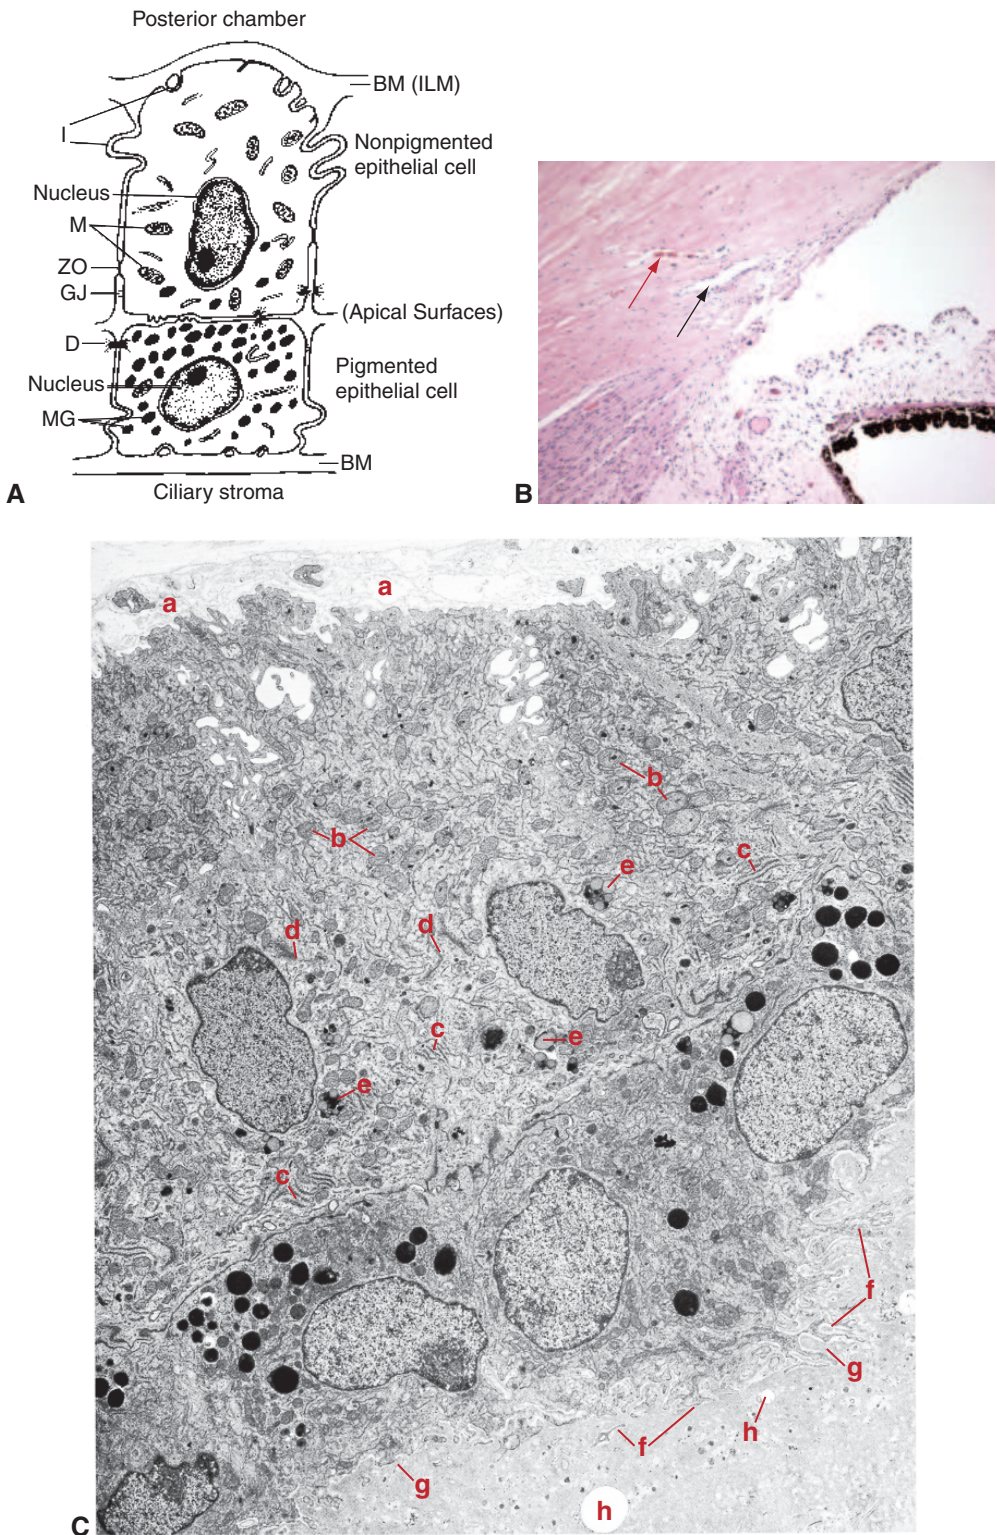 Posterior chamber
BM (ILM)
I
Nonpigmented
epithelial cell
Nucleus
M
ZO
GJ
(Apical Surfaces)
D
Pigmented
epithelial cell
Nucleus
MG
BM
Ciliary stroma
A
B
a
a
b
b
c
e
d
d
c
e
e
c
f
g
h
f
g
h
C